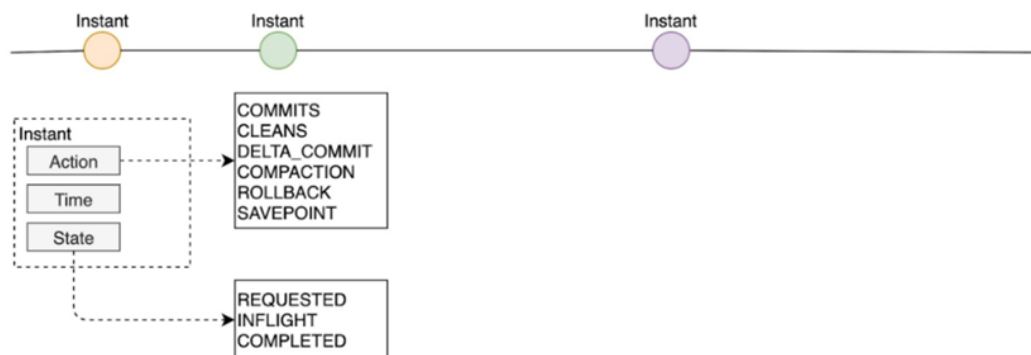 Instant
Instant
Instant
Instant
Action
Time
State
COMMITS
CLEANS
DELTA_COMMIT
COMPACTION
ROLLBACK
SAVEPOINT
REQUESTED
INFLIGHT
COMPLETED